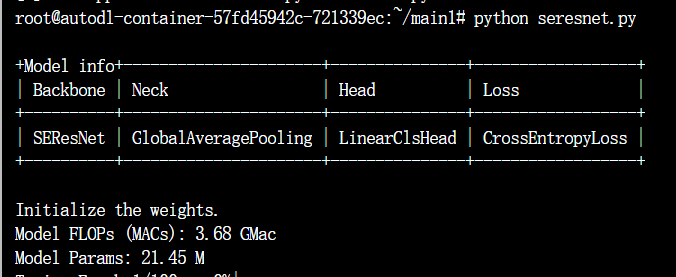 root@autodl-container-57fd45942c-721339ec:~/main1# python seresnet.py
+Model info+-----------------------+----------------+------------------+
| Backbone | Neck | Head | Loss |
+----------+-----------------------+----------------+------------------+
| SEResNet | GlobalAveragePooling | LinearClsHead | CrossEntropyLoss |
+----------+-----------------------+----------------+------------------+
Initialize the weights.
Model FLOPs (MACs): 3.68 GMac
Model Params: 21.45 M